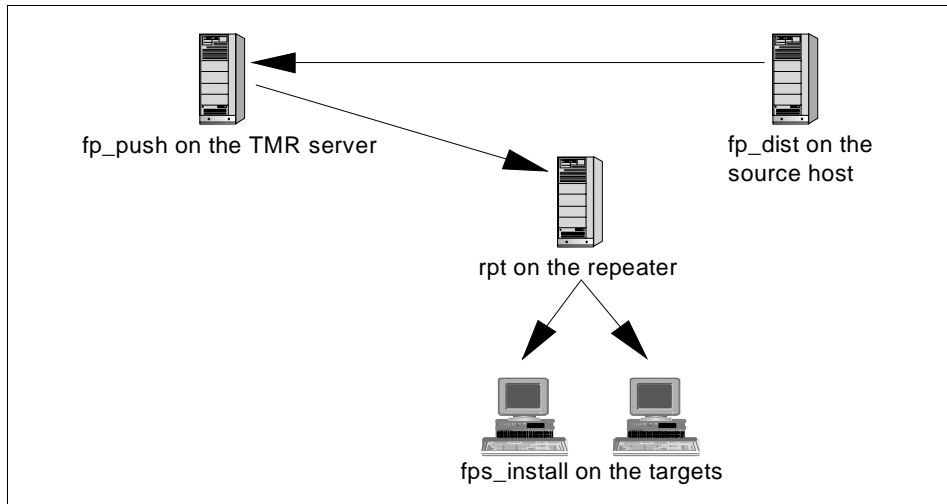 fp_push on the TMR server
fp_dist on the
source host
rpt on the repeater
fps_install on the targets